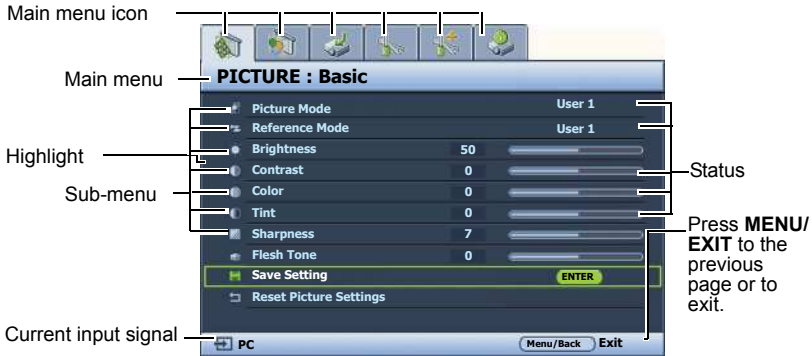 Main menu icon
Main menu
PICTURE : Basic
Picture Mode User 1
Reference Mode User 1
Brightness 50
Highlight
Contrast 0
Status
Color 0
Sub-menu
Tint 0
Sharpness 7
Flesh Tone 0
Save Setting ENTER
Reset Picture Settings
Press MENU/
EXIT to the
previous
page or to
exit.
Current input signal
PC Menu/Back Exit